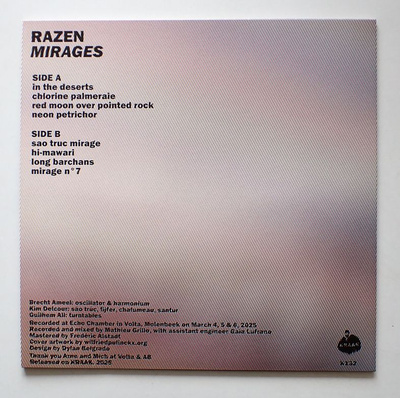 RAZEN
MIRAGES
SIDE A
in the deserts
chlorine palmeraie
red moon over pointed rock
neon petrichor
SIDE B
sao truc mirage
hi-mawari
long barchans
mirage n°7
Brecht Ameel: oscillator & harmonium
Kim Delcour: sao truc, fijfer, chalumeau, santur
Guilhem All: turntables
Recorded at Echo Chamber in Volta, Molenbeek on March 4, 5 & 6, 2025
Recorded and mixed by Mathieu Grillo, with assistant engineer Gaia
Mastered by Frédéric Alstadt
Cover artwork by wilfriedpulinckx.org
Design by Dylan Belgrado
Thank you Anne and Mich at Volta & AB
Released on KRAAK, 2025
KRAAK